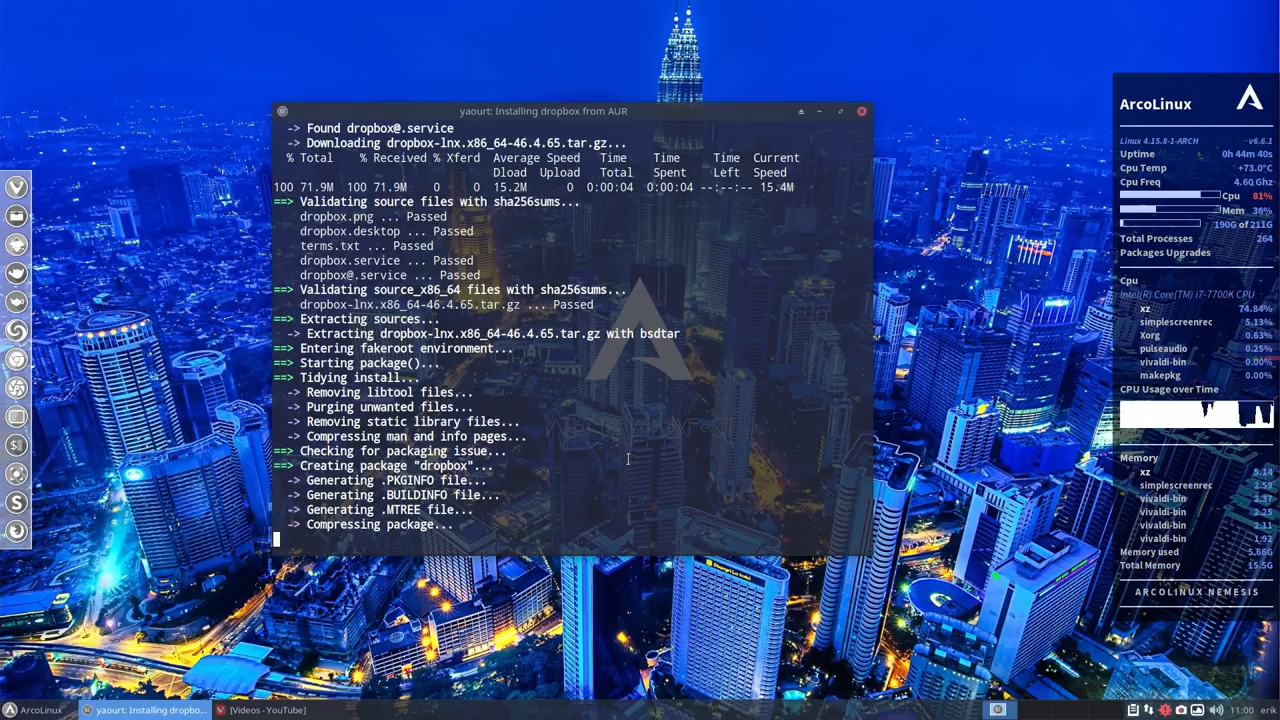 yaourt: Installing dropbox from AUR
-> Found dropbox@.service
-> Downloading dropbox-lnx.x86_64-46.4.65.tar.gz...
% Total % Received % Xferd Average Speed Time Time Time Current
Dload Upload Total Spent Left Speed
100 71.9M 100 71.9M 0 0 15.2M 0 0:00:04 0:00:04 --:--:-- 15.4M
==> Validating source files with sha256sums...
dropbox.png ... Passed
dropbox.desktop ... Passed
terms.txt ... Passed
dropbox.service ... Passed
dropbox@.service ... Passed
==> Validating source_x86_64 files with sha256sums...
dropbox-lnx.x86_64-46.4.65.tar.gz ... Passed
==> Extracting sources...
-> Extracting dropbox-lnx.x86_64-46.4.65.tar.gz with bsdtar
==> Entering fakeroot environment...
==> Starting package()...
==> Tidying install...
-> Removing libtool files...
-> Purging unwanted files...
-> Removing static library files...
-> Compressing man and info pages...
==> Checking for packaging issue...
==> Creating package "dropbox"...
-> Generating .PKGINFO file...
-> Generating .BUILDINFO file...
-> Generating .MTREE file...
-> Compressing package...
ArcoLinux
Linux 4.15.8-1-ARCH -v6.6.1
Uptime 0h 44m 40s
Cpu Temp +73.0°C
Cpu Freq 4.60 Ghz
Cpu 81%
Mem 36%
190G of 211G
Total Processes 264
Packages Upgrades
Cpu
Intel(R) Core(TM) i7-7700K CPU
xz 74.84%
simplescreenrec 5.13%
Xorg 0.63%
pulseaudio 0.25%
vivaldi-bin 0.00%
makepkg 0.00%
CPU Usage over Time
Memory
xz 5.14
simplescreenrec 2.59
vivaldi-bin 2.37
vivaldi-bin 2.25
vivaldi-bin 2.11
vivaldi-bin 1.92
Memory used 5.66G
Total Memory 15.5G
ARCOLINUX NEMESIS
ArcoLinux
yaourt: Installing dropbo...
[Videos - YouTube]
11:00
erik